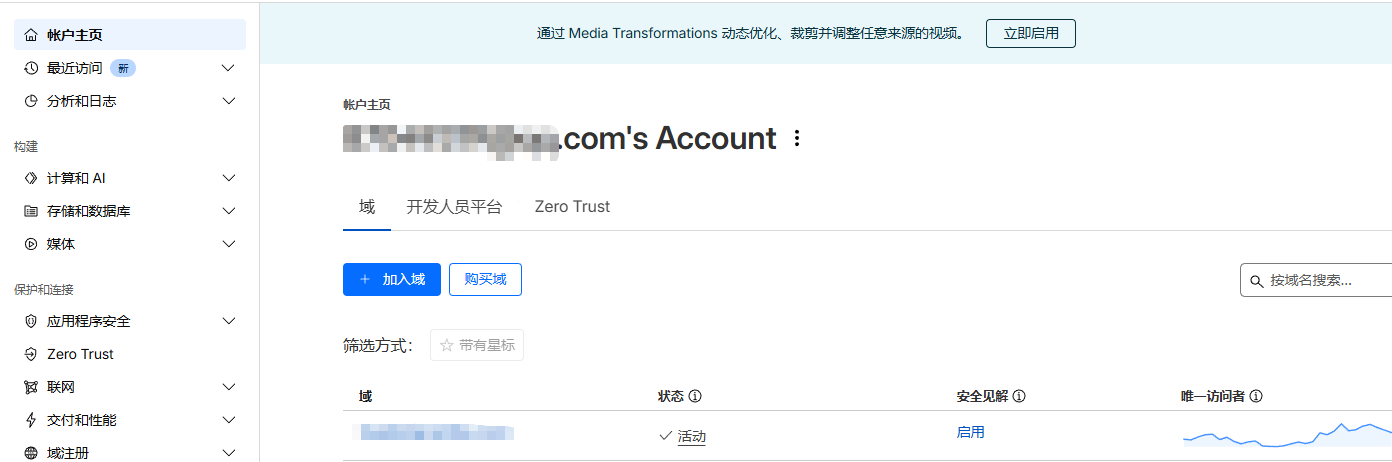 通过 Media Transformations 动态优化、裁剪并调整任意来源的视频。 立即启用
帐户主页
最近访问 新
分析和日志
构建
计算和 AI
存储和数据库
媒体
保护和连接
应用程序安全
Zero Trust
联网
交付和性能
域注册
帐户主页
.com's Account
域 开发人员平台 Zero Trust
+ 加入域 购买域 按域名搜索...
筛选方式: 带有星标
域 状态 安全见解 唯一访问者
活动 启用